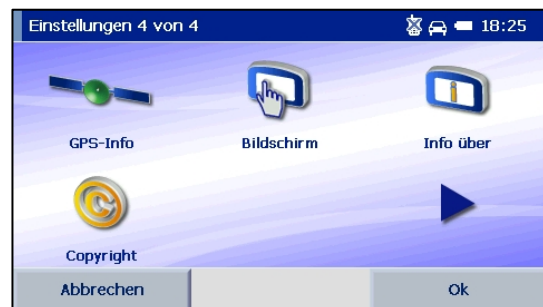 Einstellungen 4 von 4 18:25
GPS-Info Bildschirm Info über
Copyright
Abbrechen Ok